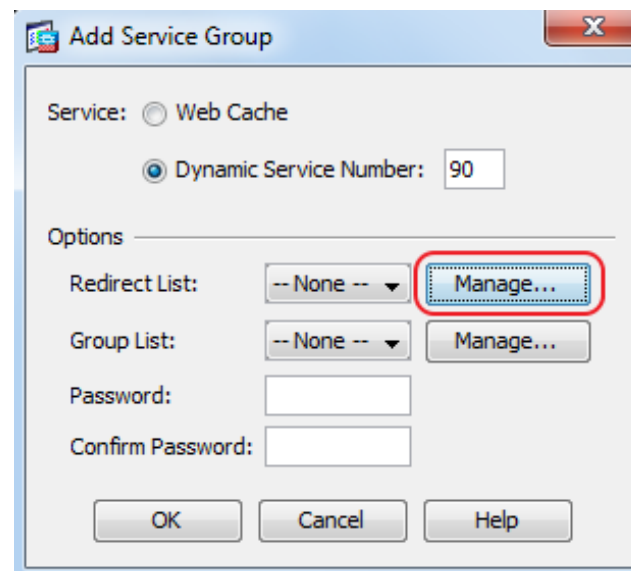 Add Service Group
Service: Web Cache
Dynamic Service Number: 90
Options
Redirect List: -- None -- Manage...
Group List: -- None -- Manage...
Password:
Confirm Password:
OK Cancel Help